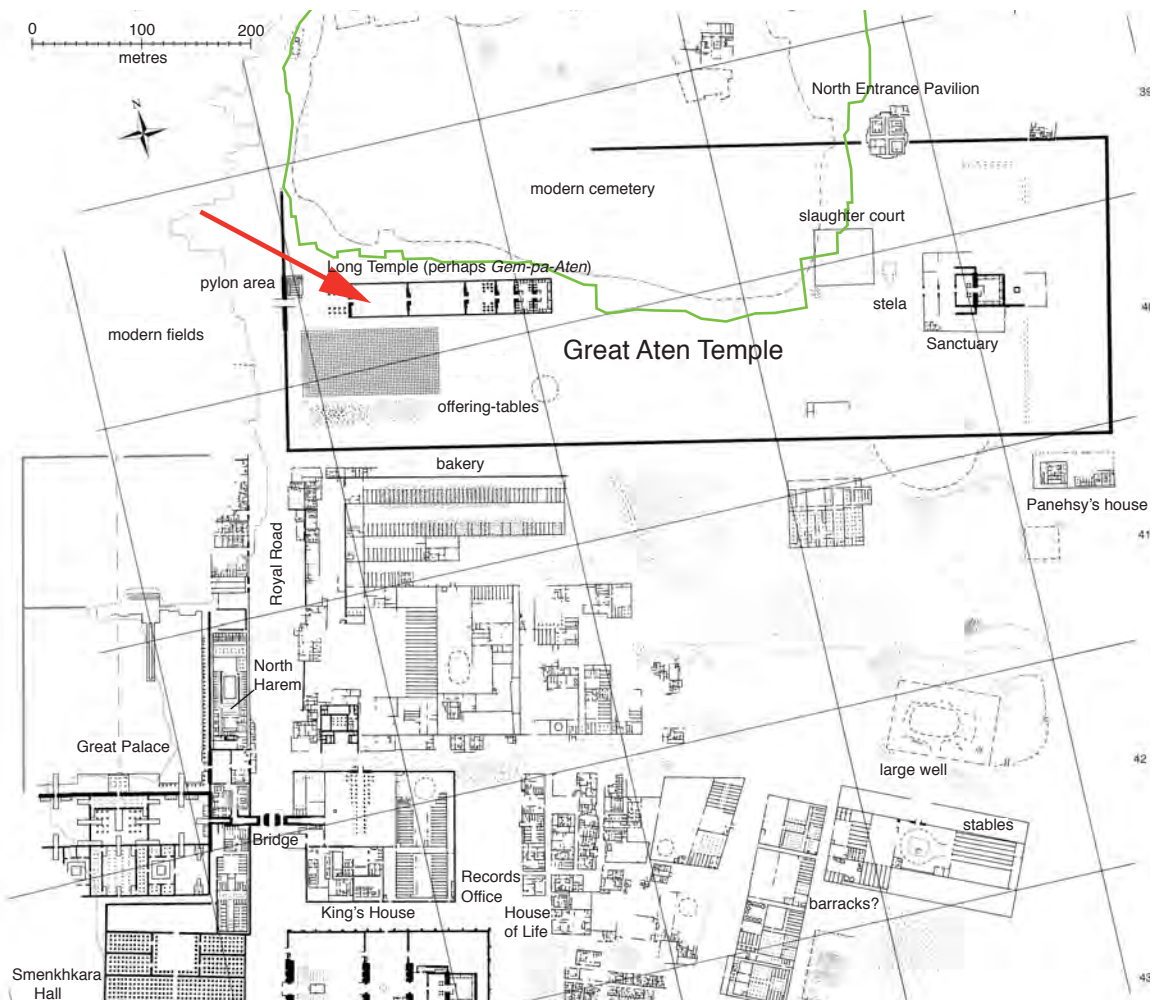 0 100 200
metres
N
North Entrance Pavilion
39
modern cemetery
slaughter court
Long Temple (perhaps Gem-pa-Aten)
pylon area
stela
40
modern fields
Great Aten Temple
Sanctuary
offering-tables
bakery
Panehsy's house
Royal Road
41
North
Harem
Great Palace
42
large well
stables
Bridge
Records
Office
King's House
House
of Life
barracks?
Smenkhkara
Hall
43